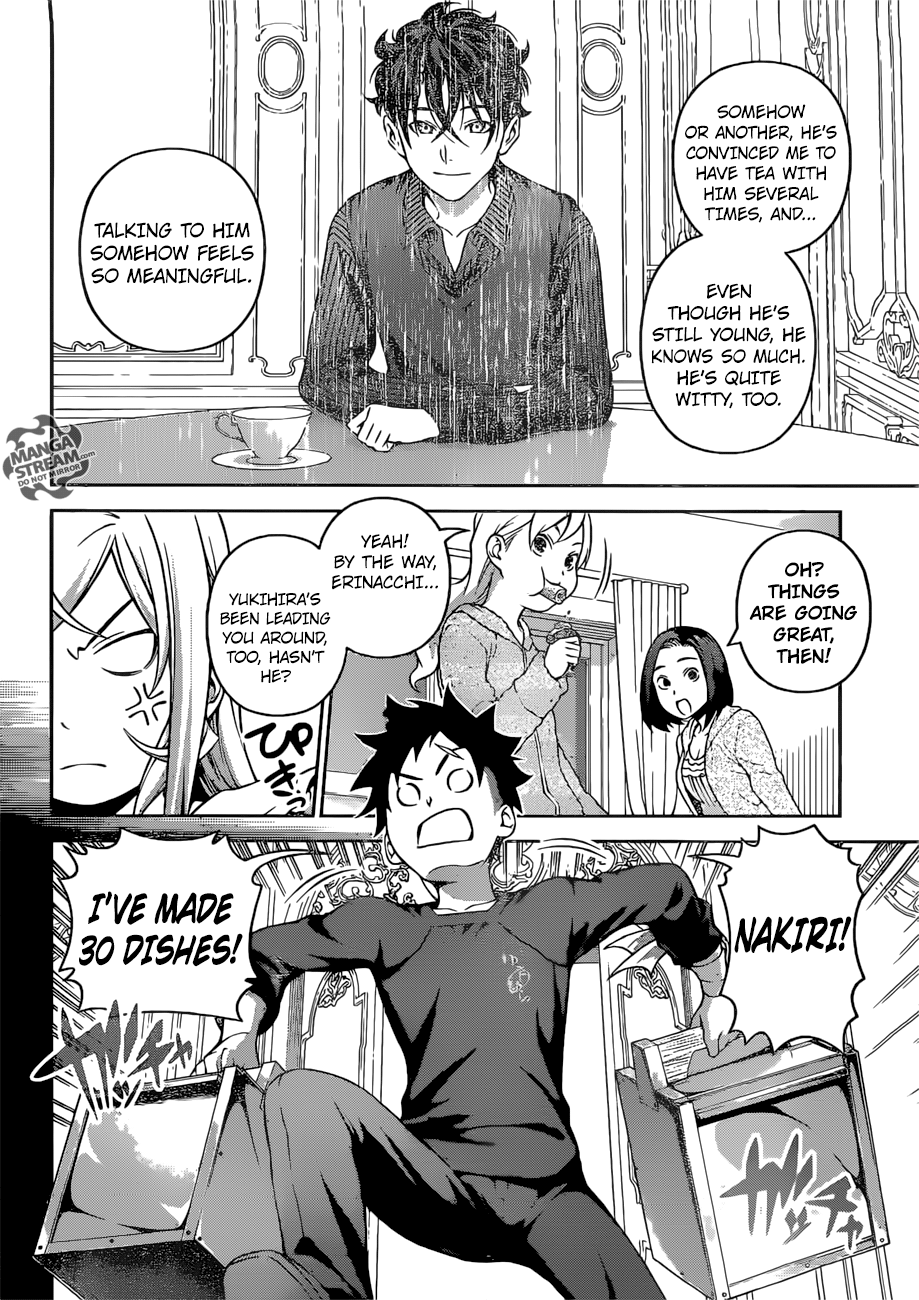 SOMEHOW
OR ANOTHER, HE'S
CONVINCED ME TO
HAVE TEA WITH
HIM SEVERAL
TIMES, AND...
EVEN
THOUGH HE'S
STILL YOUNG, HE
KNOWS SO MUCH.
HE'S QUITE
WITTY, TOO.
TALKING TO HIM
SOMEHOW FEELS
SO MEANINGFUL.
MANGA
STREAM.com
DO NOT MIRROR
OH?
THINGS
ARE GOING
GREAT,
THEN!
YEAH!
BY THE WAY,
ERINACCHI...
YUKIHIRA'S
BEEN LEADING
YOU AROUND,
TOO, HASN'T
HE?
ぴきっ
NAKIRI!
I'VE MADE
30 DISHES!
ガッチャ
ガッチャ